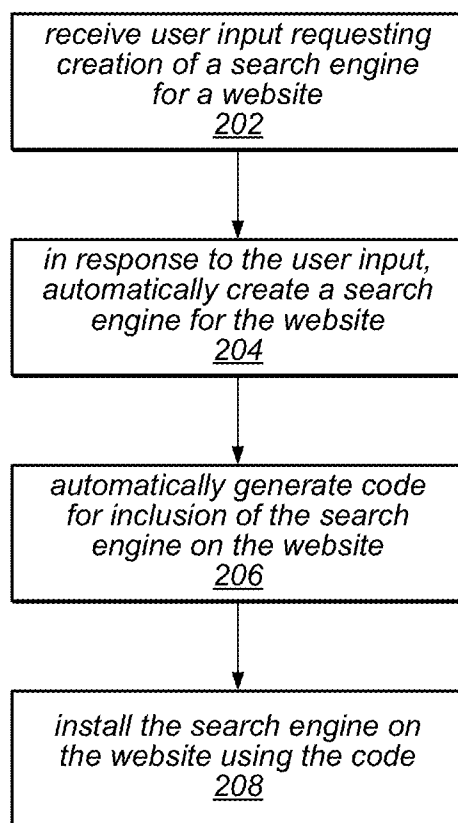 receive user input requesting
creation of a search engine
for a website
202
in response to the user input,
automatically create a search
engine for the website
204
automatically generate code
for inclusion of the search
engine on the website
206
install the search engine on
the website using the code
208